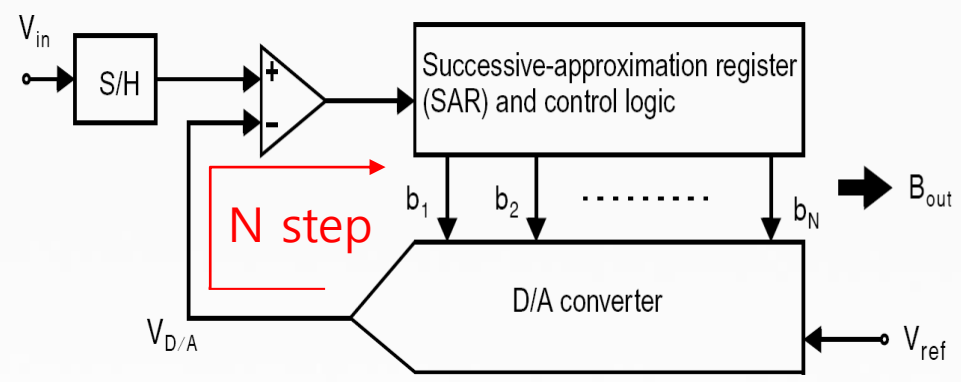 Vin
S/H
+
-
Successive-approximation register
(SAR) and control logic
b1
b2
........
bN
Bout
N step
D/A converter
VD/A
Vref